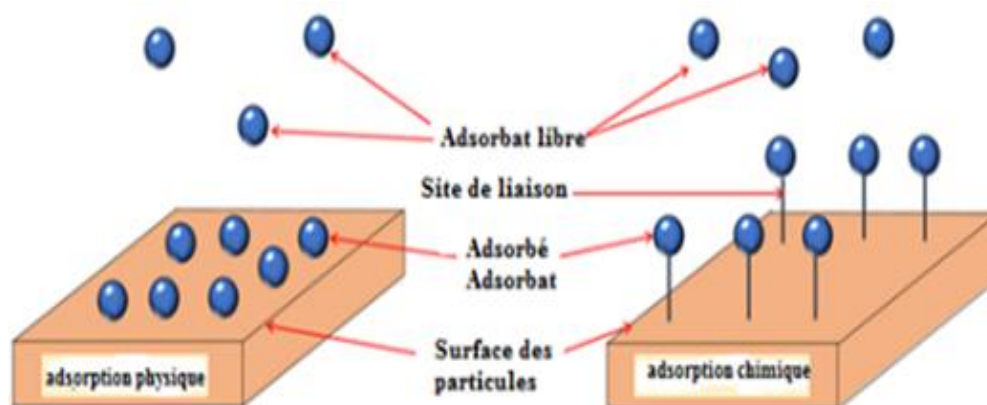 Adsorbat libre
Site de liaison
Adsorbé
Adsorbat
Surface des
particules
adsorption physique
adsorption chimique